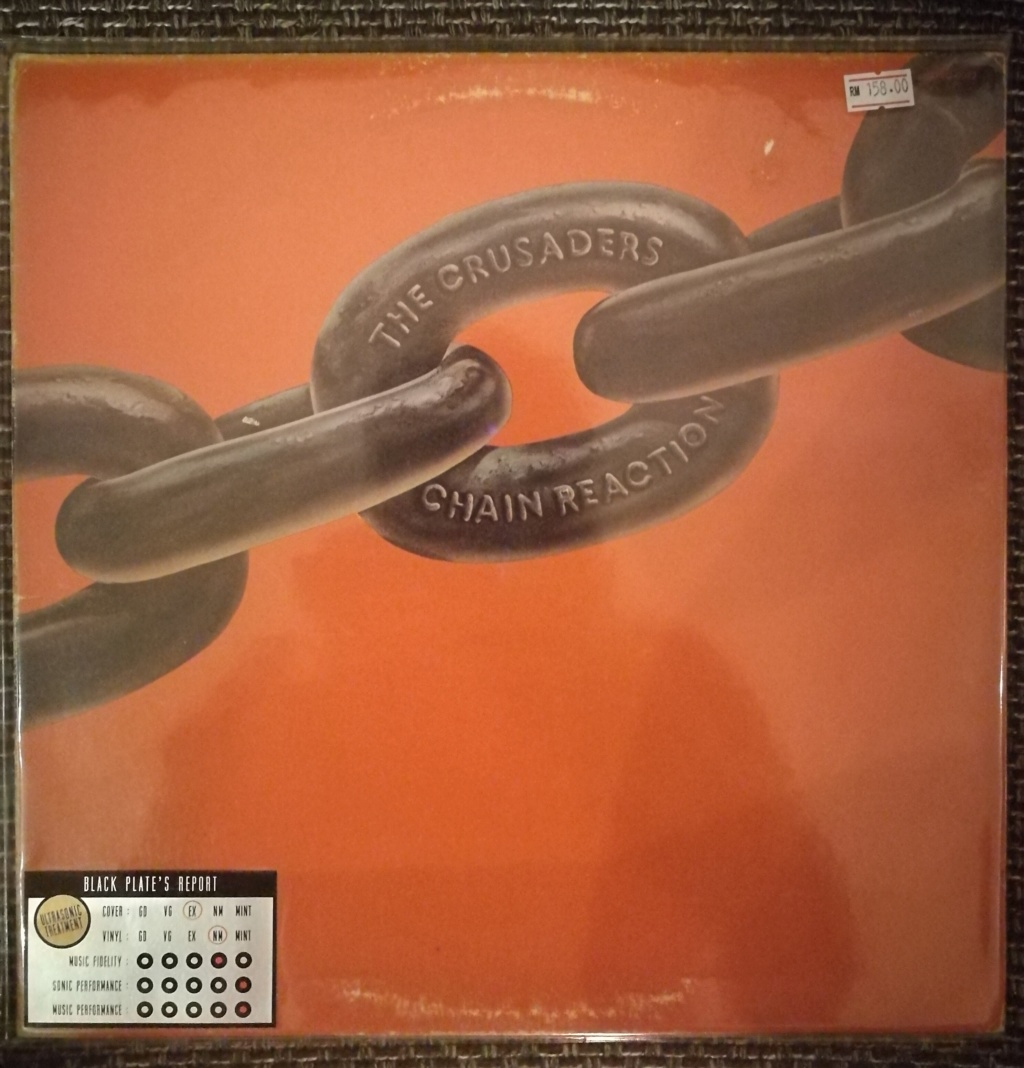 RM 158.00
THE CRUSADERS
CHAIN REACTION
BLACK PLATE'S REPORT
ULTRASONIC
TREATMENT
COVER : GD VG EX NM MINT
VINYL : GD VG EX NM MINT
MUSIC FIDELITY :
SONIC PERFORMANCE :
MUSIC PERFORMANCE :